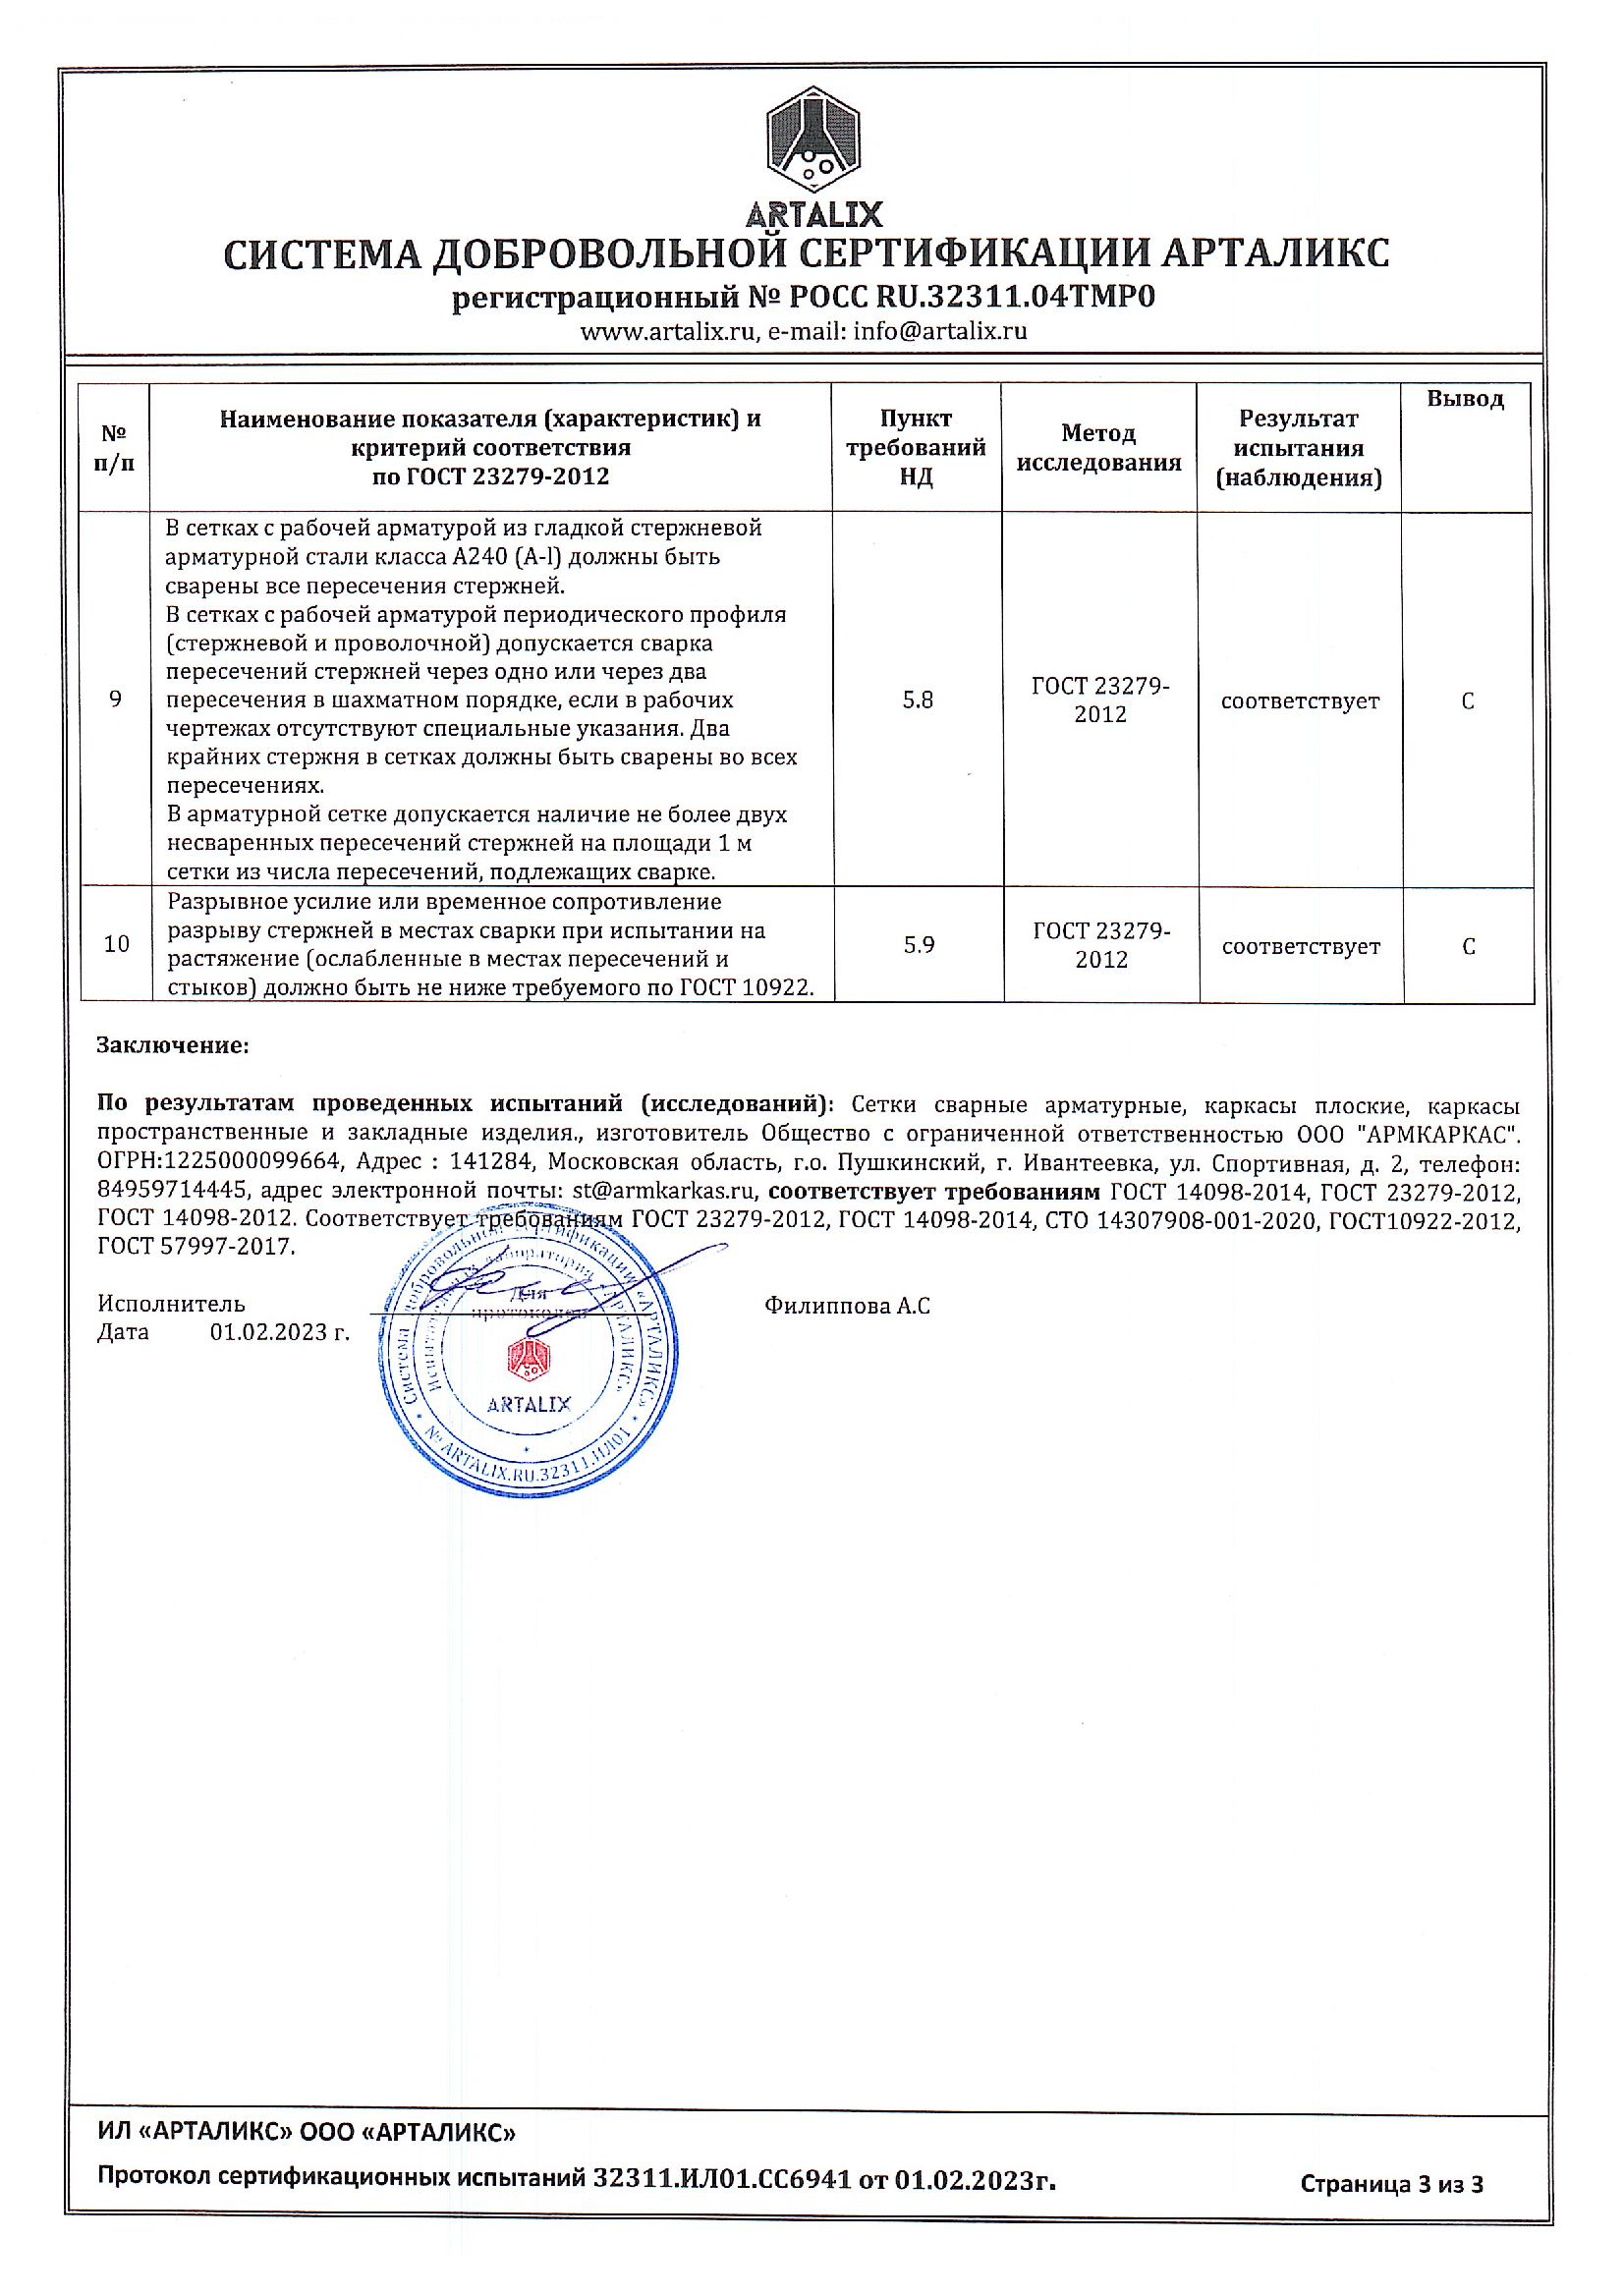 ARTALIX
СИСТЕМА ДОБРОВОЛЬНОЙ СЕРТИФИКАЦИИ АРТАЛИКС
регистрационный № РОСС RU.32311.04ТМР0
www.artalix.ru, e-mail: info@artalix.ru
№
п/п
Наименование показателя (характеристик) и
критерий соответствия
по ГОСТ 23279-2012
Пункт
требований
НД
Метод
исследования
Результат
испытания
(наблюдения)
Вывод
9
В сетках с рабочей арматурой из гладкой стержневой
арматурной стали класса А240 (А-I) должны быть
сварены все пересечения стержней.
В сетках с рабочей арматурой периодического профиля
(стержневой и проволочной) допускается сварка
пересечений стержней через одно или через два
пересечения в шахматном порядке, если в рабочих
чертежах отсутствуют специальные указания. Два
крайних стержня в сетках должны быть сварены во всех
пересечениях.
В арматурной сетке допускается наличие не более двух
несваренных пересечений стержней на площади 1 м
сетки из числа пересечений, подлежащих сварке.
5.8
ГОСТ 23279-
2012
соответствует
С
10
Разрывное усилие или временное сопротивление
разрыву стержней в местах сварки при испытании на
растяжение (ослабленные в местах пересечений и
стыков) должно быть не ниже требуемого по ГОСТ 10922.
5.9
ГОСТ 23279-
2012
соответствует
С
Заключение:
По результатам проведенных испытаний (исследований): Сетки сварные арматурные, каркасы плоские, каркасы
пространственные и закладные изделия., изготовитель Общество с ограниченной ответственностью ООО "АРМКАРКАС".
ОГРН:1225000099664, Адрес : 141284, Московская область, г.о. Пушкинский, г. Ивантеевка, ул. Спортивная, д. 2, телефон:
84959714445, адрес электронной почты: st@armkarkas.ru, соответствует требованиям ГОСТ 14098-2014, ГОСТ 23279-2012,
ГОСТ 14098-2012. Соответствует требованиям ГОСТ 23279-2012, ГОСТ 14098-2014, СТО 14307908-001-2020, ГОСТ10922-2012,
ГОСТ 57997-2017.
Исполнитель
Филиппова А.С
Дата 01.02.2023 г.
Система добровольной сертификации «АРТАЛИКС»
Испытательная лаборатория «АРТАЛИКС»
Для
протоколов
ARTALIX
№ ARTALIX.RU.32311.ИЛ01
ИЛ «АРТАЛИКС» ООО «АРТАЛИКС»
Протокол сертификационных испытаний 32311.ИЛ01.СС6941 от 01.02.2023г.
Страница 3 из 3